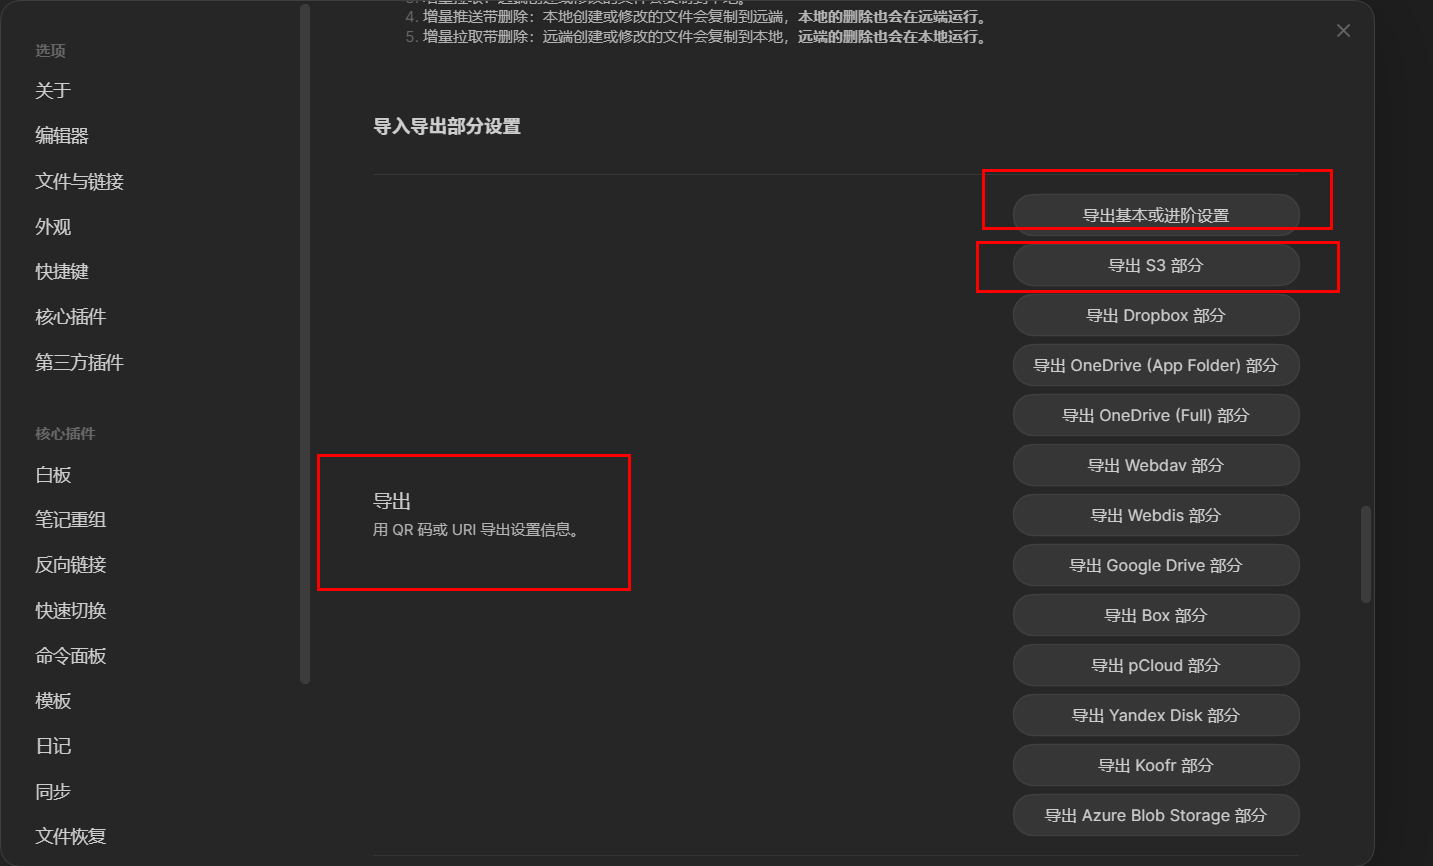 选项
关于
编辑器
文件与链接
外观
快捷键
核心插件
第三方插件
核心插件
白板
笔记重组
反向链接
快速切换
命令面板
模板
日记
同步
文件恢复
4. 增量推送带删除：本地创建或修改的文件会复制到远端，本地的删除也会在远端运行。
5. 增量拉取带删除：远端创建或修改的文件会复制到本地，远端的删除也会在本地运行。
导入导出部分设置
导出
用 QR 码或 URI 导出设置信息。
导出基本或进阶设置
导出 S3 部分
导出 Dropbox 部分
导出 OneDrive (App Folder) 部分
导出 OneDrive (Full) 部分
导出 Webdav 部分
导出 Webdis 部分
导出 Google Drive 部分
导出 Box 部分
导出 pCloud 部分
导出 Yandex Disk 部分
导出 Koofr 部分
导出 Azure Blob Storage 部分